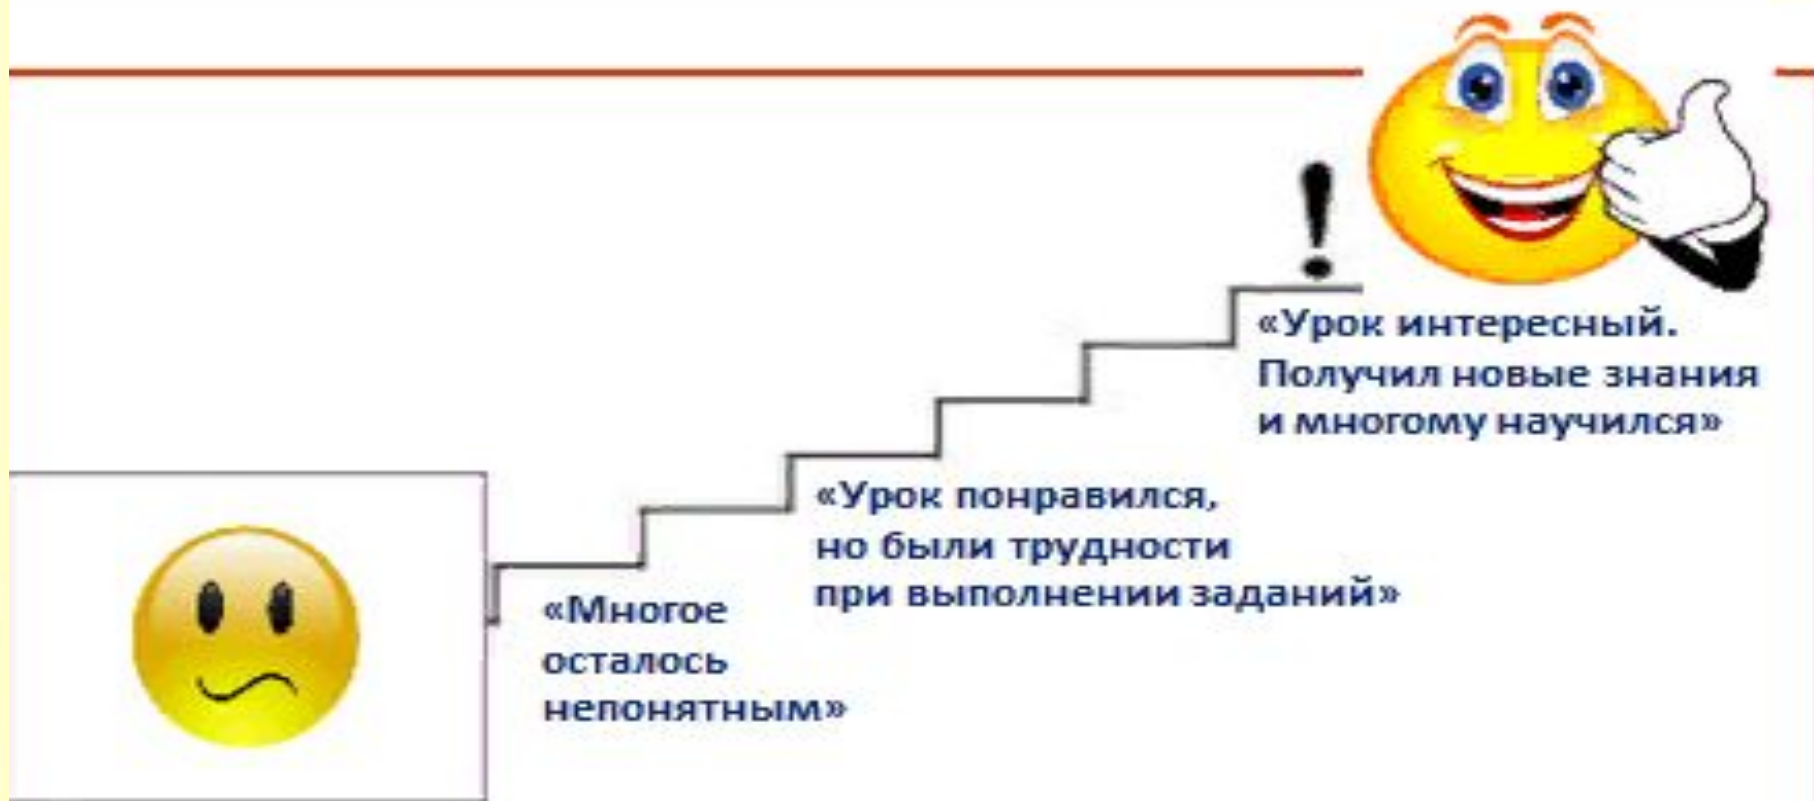 !
«Урок интересный.
Получил новые знания
и многому научился»
«Урок понравился,
но были трудности
при выполнении заданий»
«Многое
осталось
непонятным»